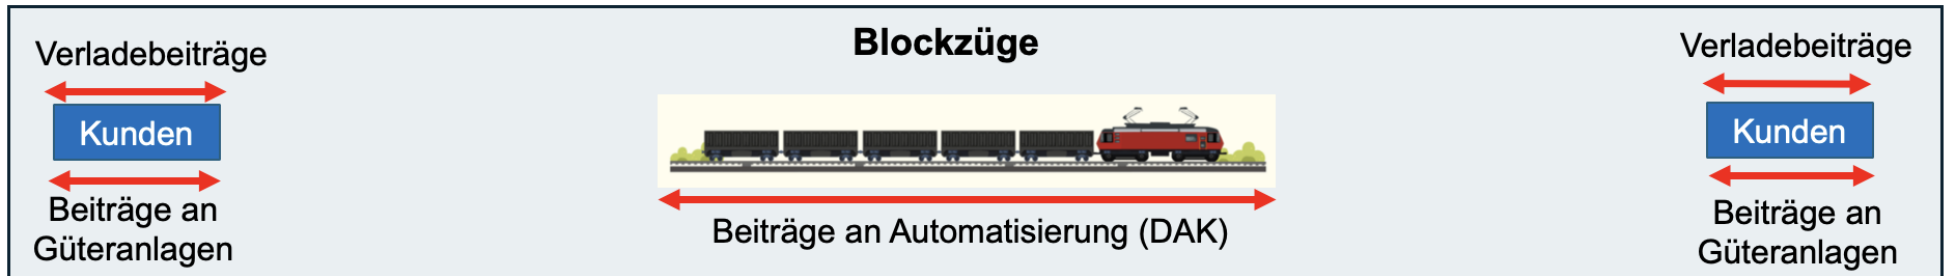 Blockzüge
Verladebeiträge
Kunden
Beiträge an
Güteranlagen
Beiträge an Automatisierung (DAK)
Verladebeiträge
Kunden
Beiträge an
Güteranlagen